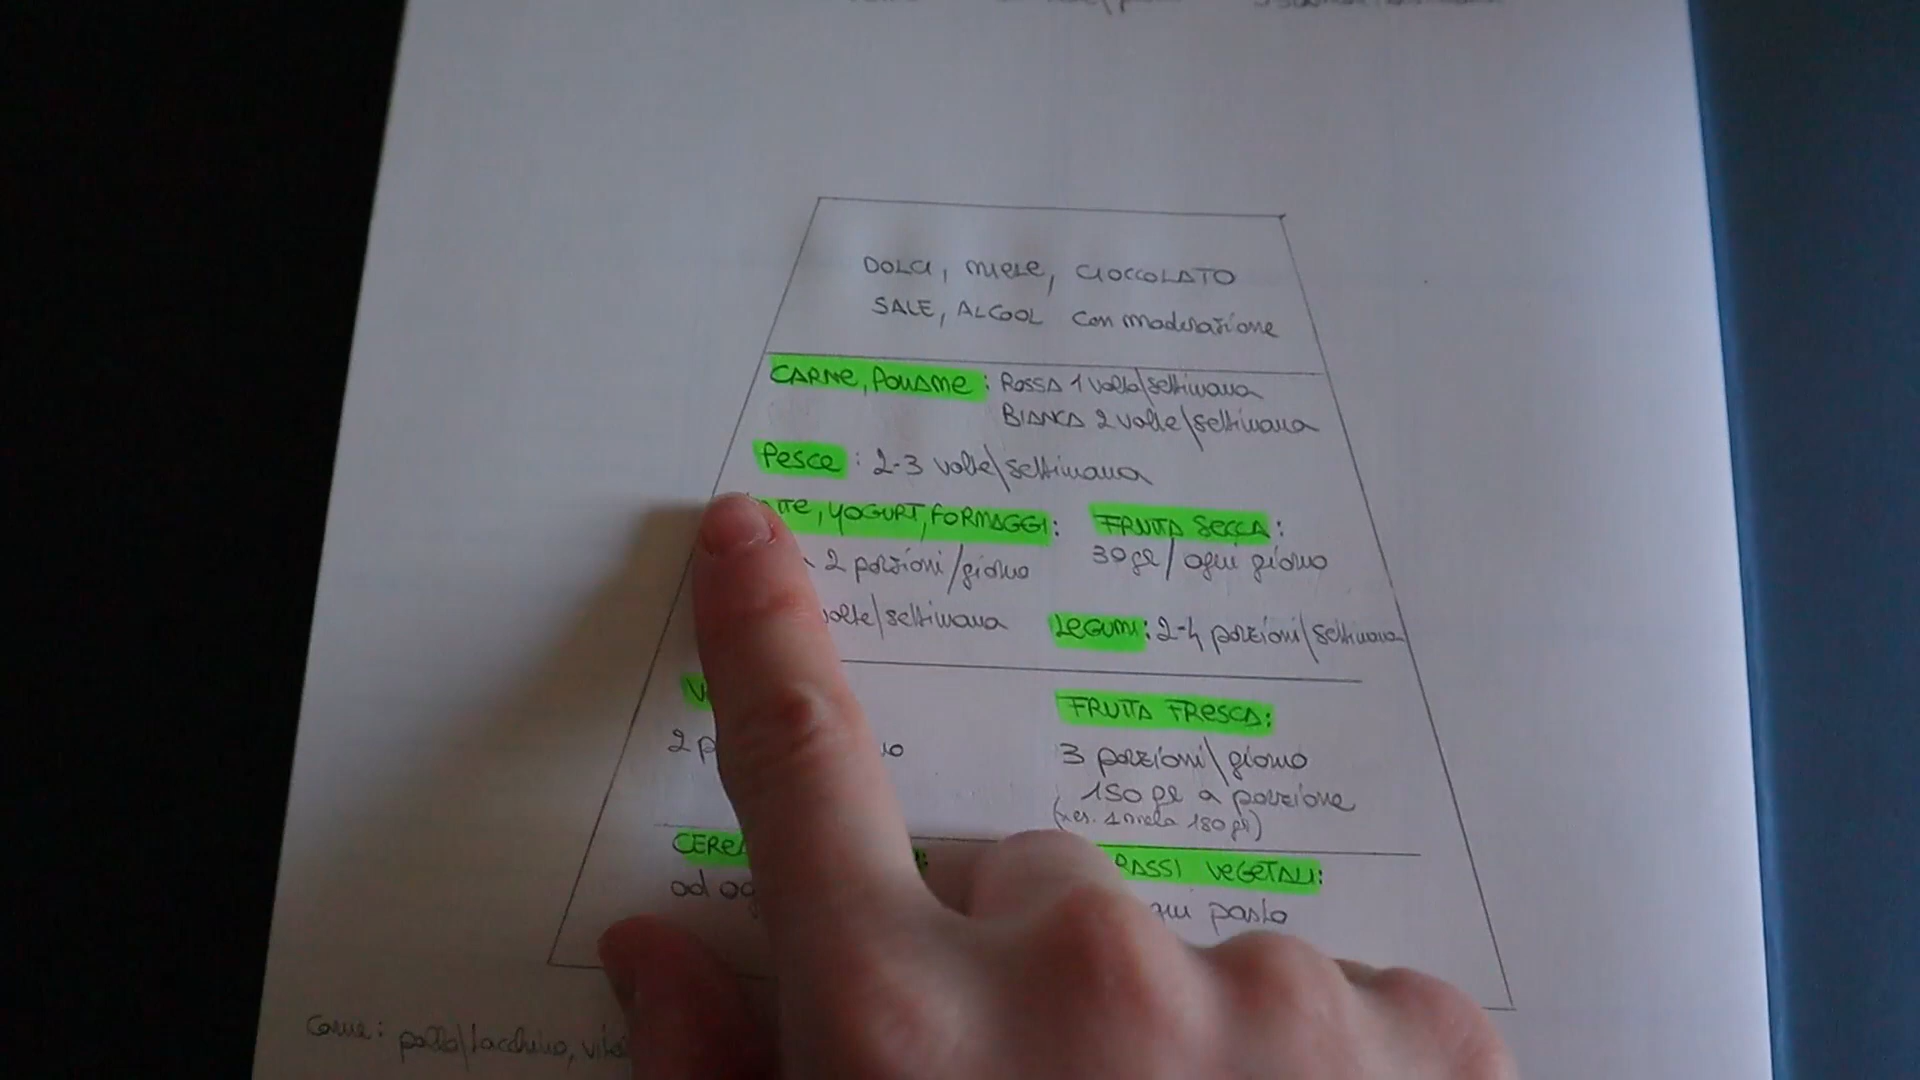 DOLCI, MIELE, CIOCCOLATO
SALE, ALCOOL con moderazione
CARNE, POLLAME: ROSSA 1 volta/settimana
BIANCA 2 volte/settimana
PESCE: 2-3 volte/settimana
YOGURT, FORMAGGI:
2 porzioni/giorno
volte/settimana
FRUTTA SECCA:
30 gr/ogni giorno
LEGUMI: 2-4 porzioni/settimana
2
FRUTTA FRESCA:
3 porzioni/giorno
150 gr a porzione
(es. 1 mela 180 gr)
ad
VEGETALI:
pasto
Carne: pollo/tacchino,